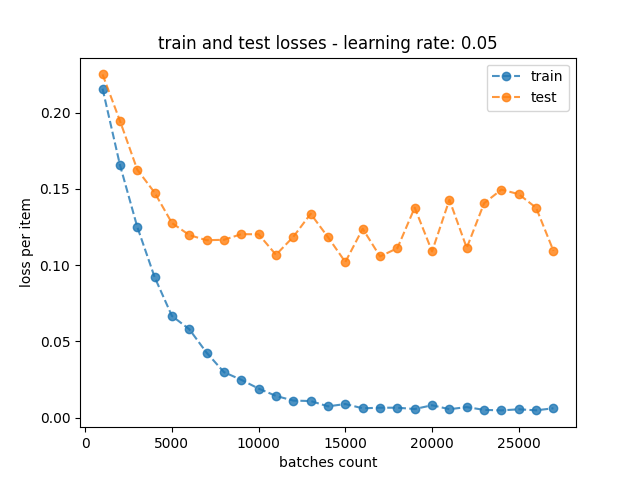 train and test losses - learning rate: 0.05
train
test
0.20
0.15
0.10
0.05
0.00
loss per item
0 5000 10000 15000 20000 25000
batches count